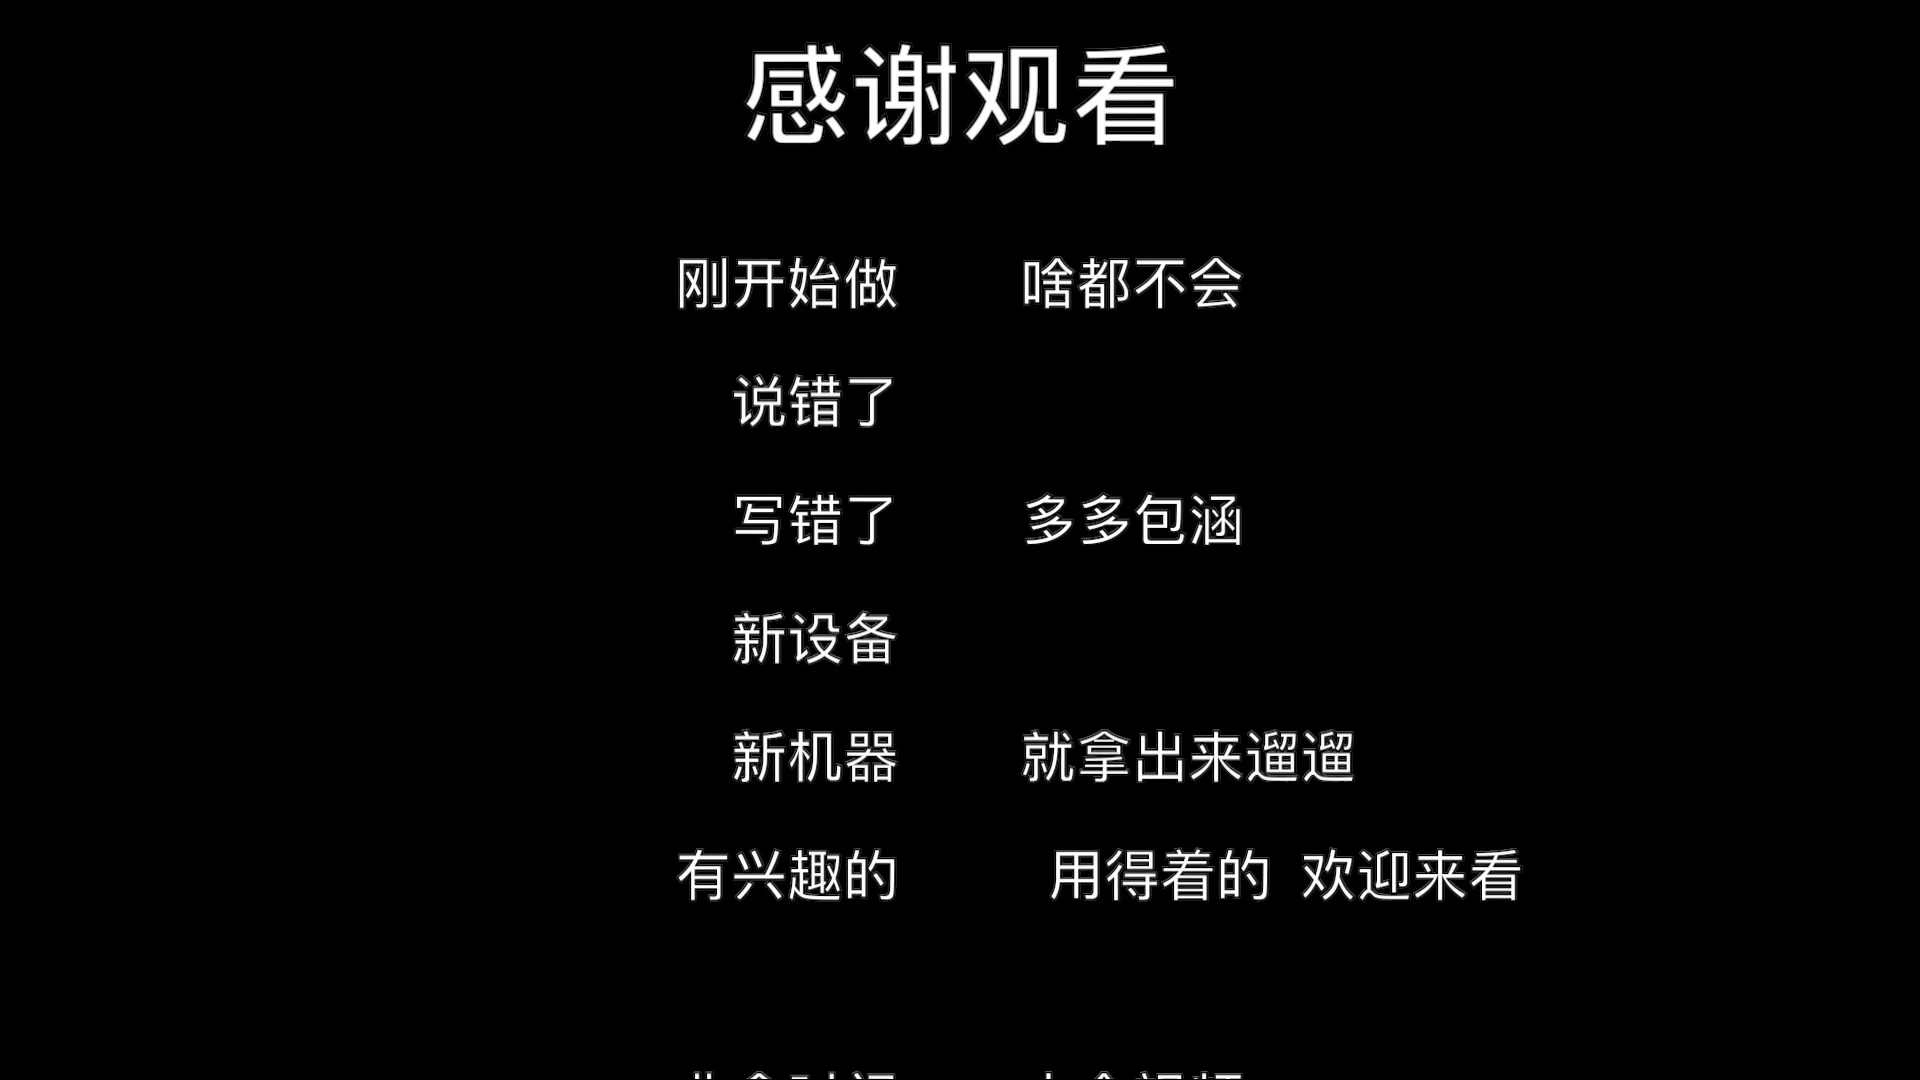 感谢观看
刚开始做 啥都不会
说错了
写错了 多多包涵
新设备
新机器 就拿出来遛遛
有兴趣的 用得着的 欢迎来看